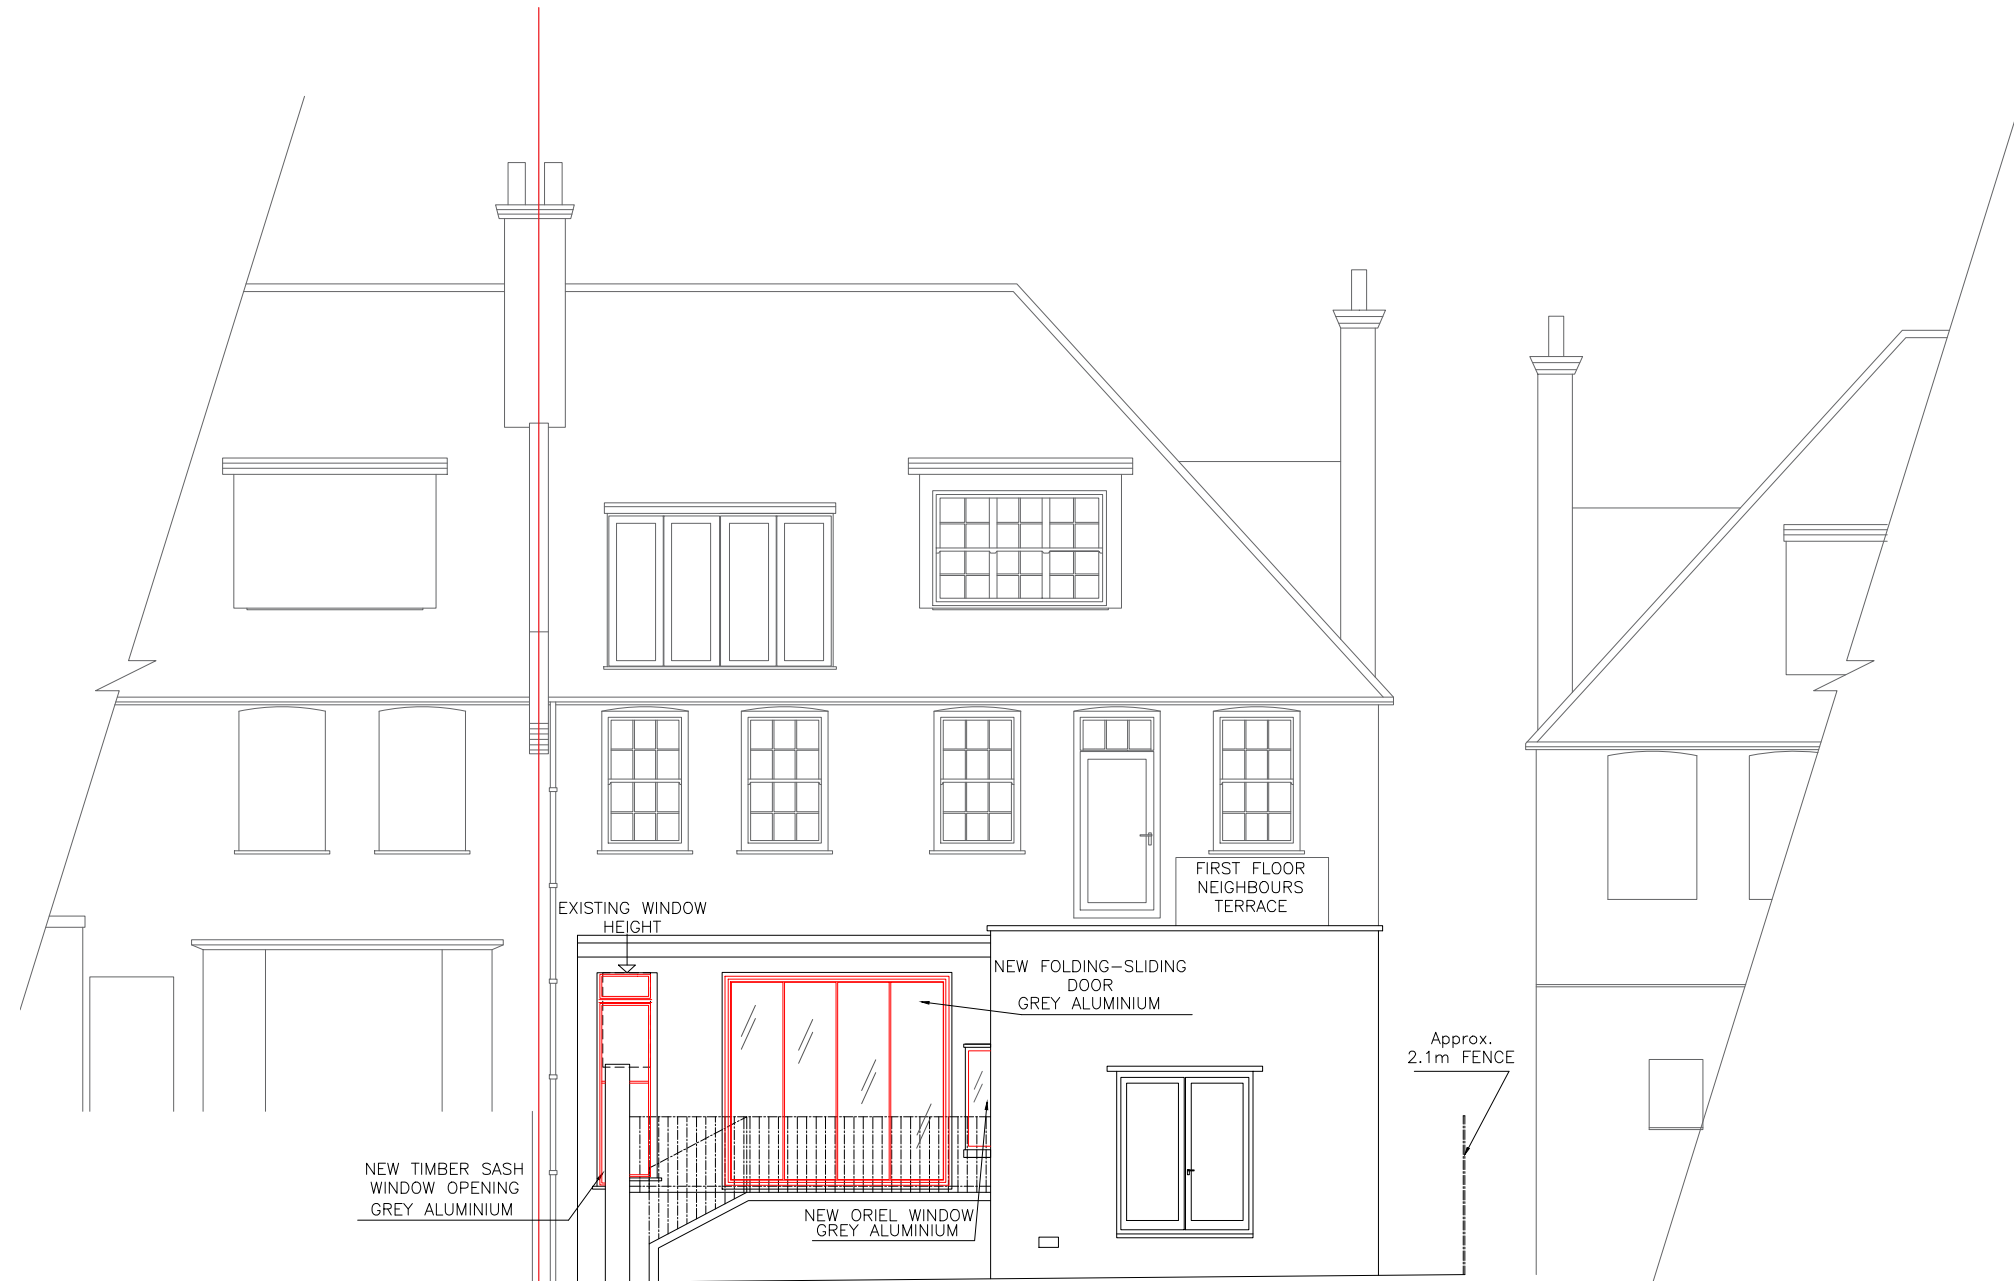 FIRST FLOOR
NEIGHBOURS
TERRACE
EXISTING WINDOW
HEIGHT
NEW FOLDING-SLIDING
DOOR
GREY ALUMINIUM
Approx.
2.1m FENCE
NEW TIMBER SASH
WINDOW OPENING
GREY ALUMINIUM
NEW ORIEL WINDOW
GREY ALUMINIUM